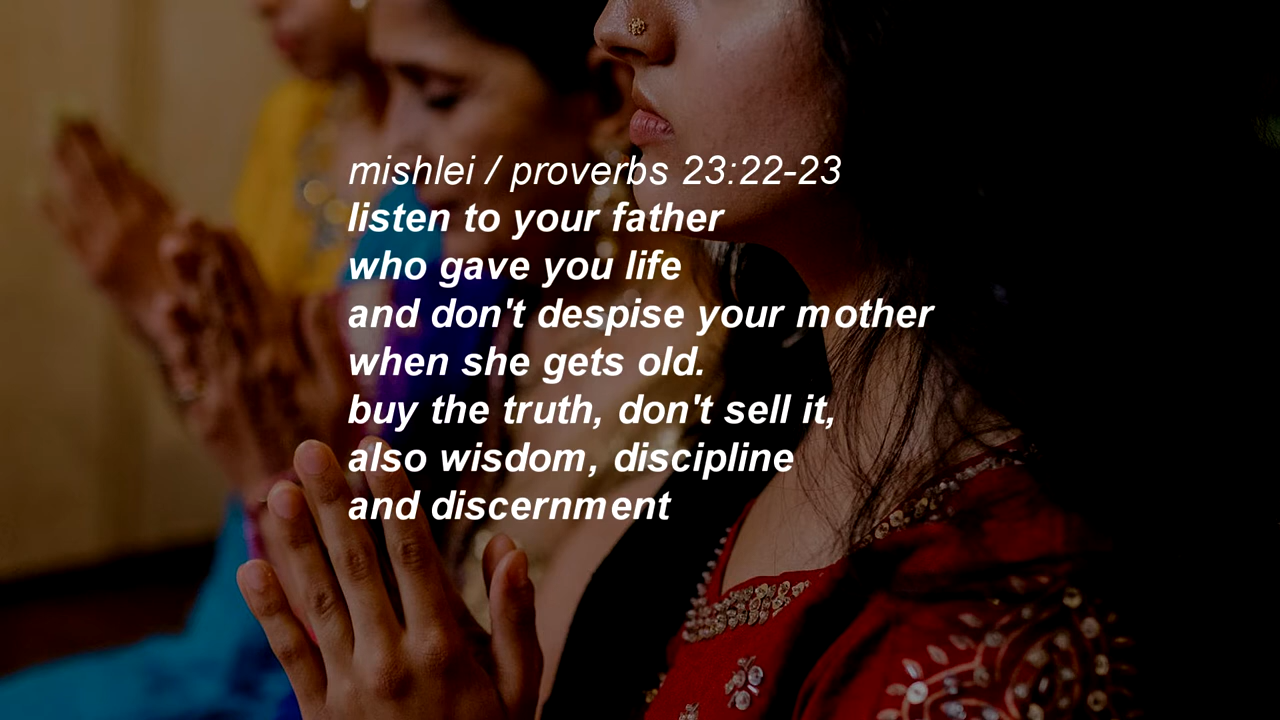 mishlei / proverbs 23:22-23
listen to your father
who gave you life
and don't despise your mother
when she gets old.
buy the truth, don't sell it,
also wisdom, discipline
and discernment